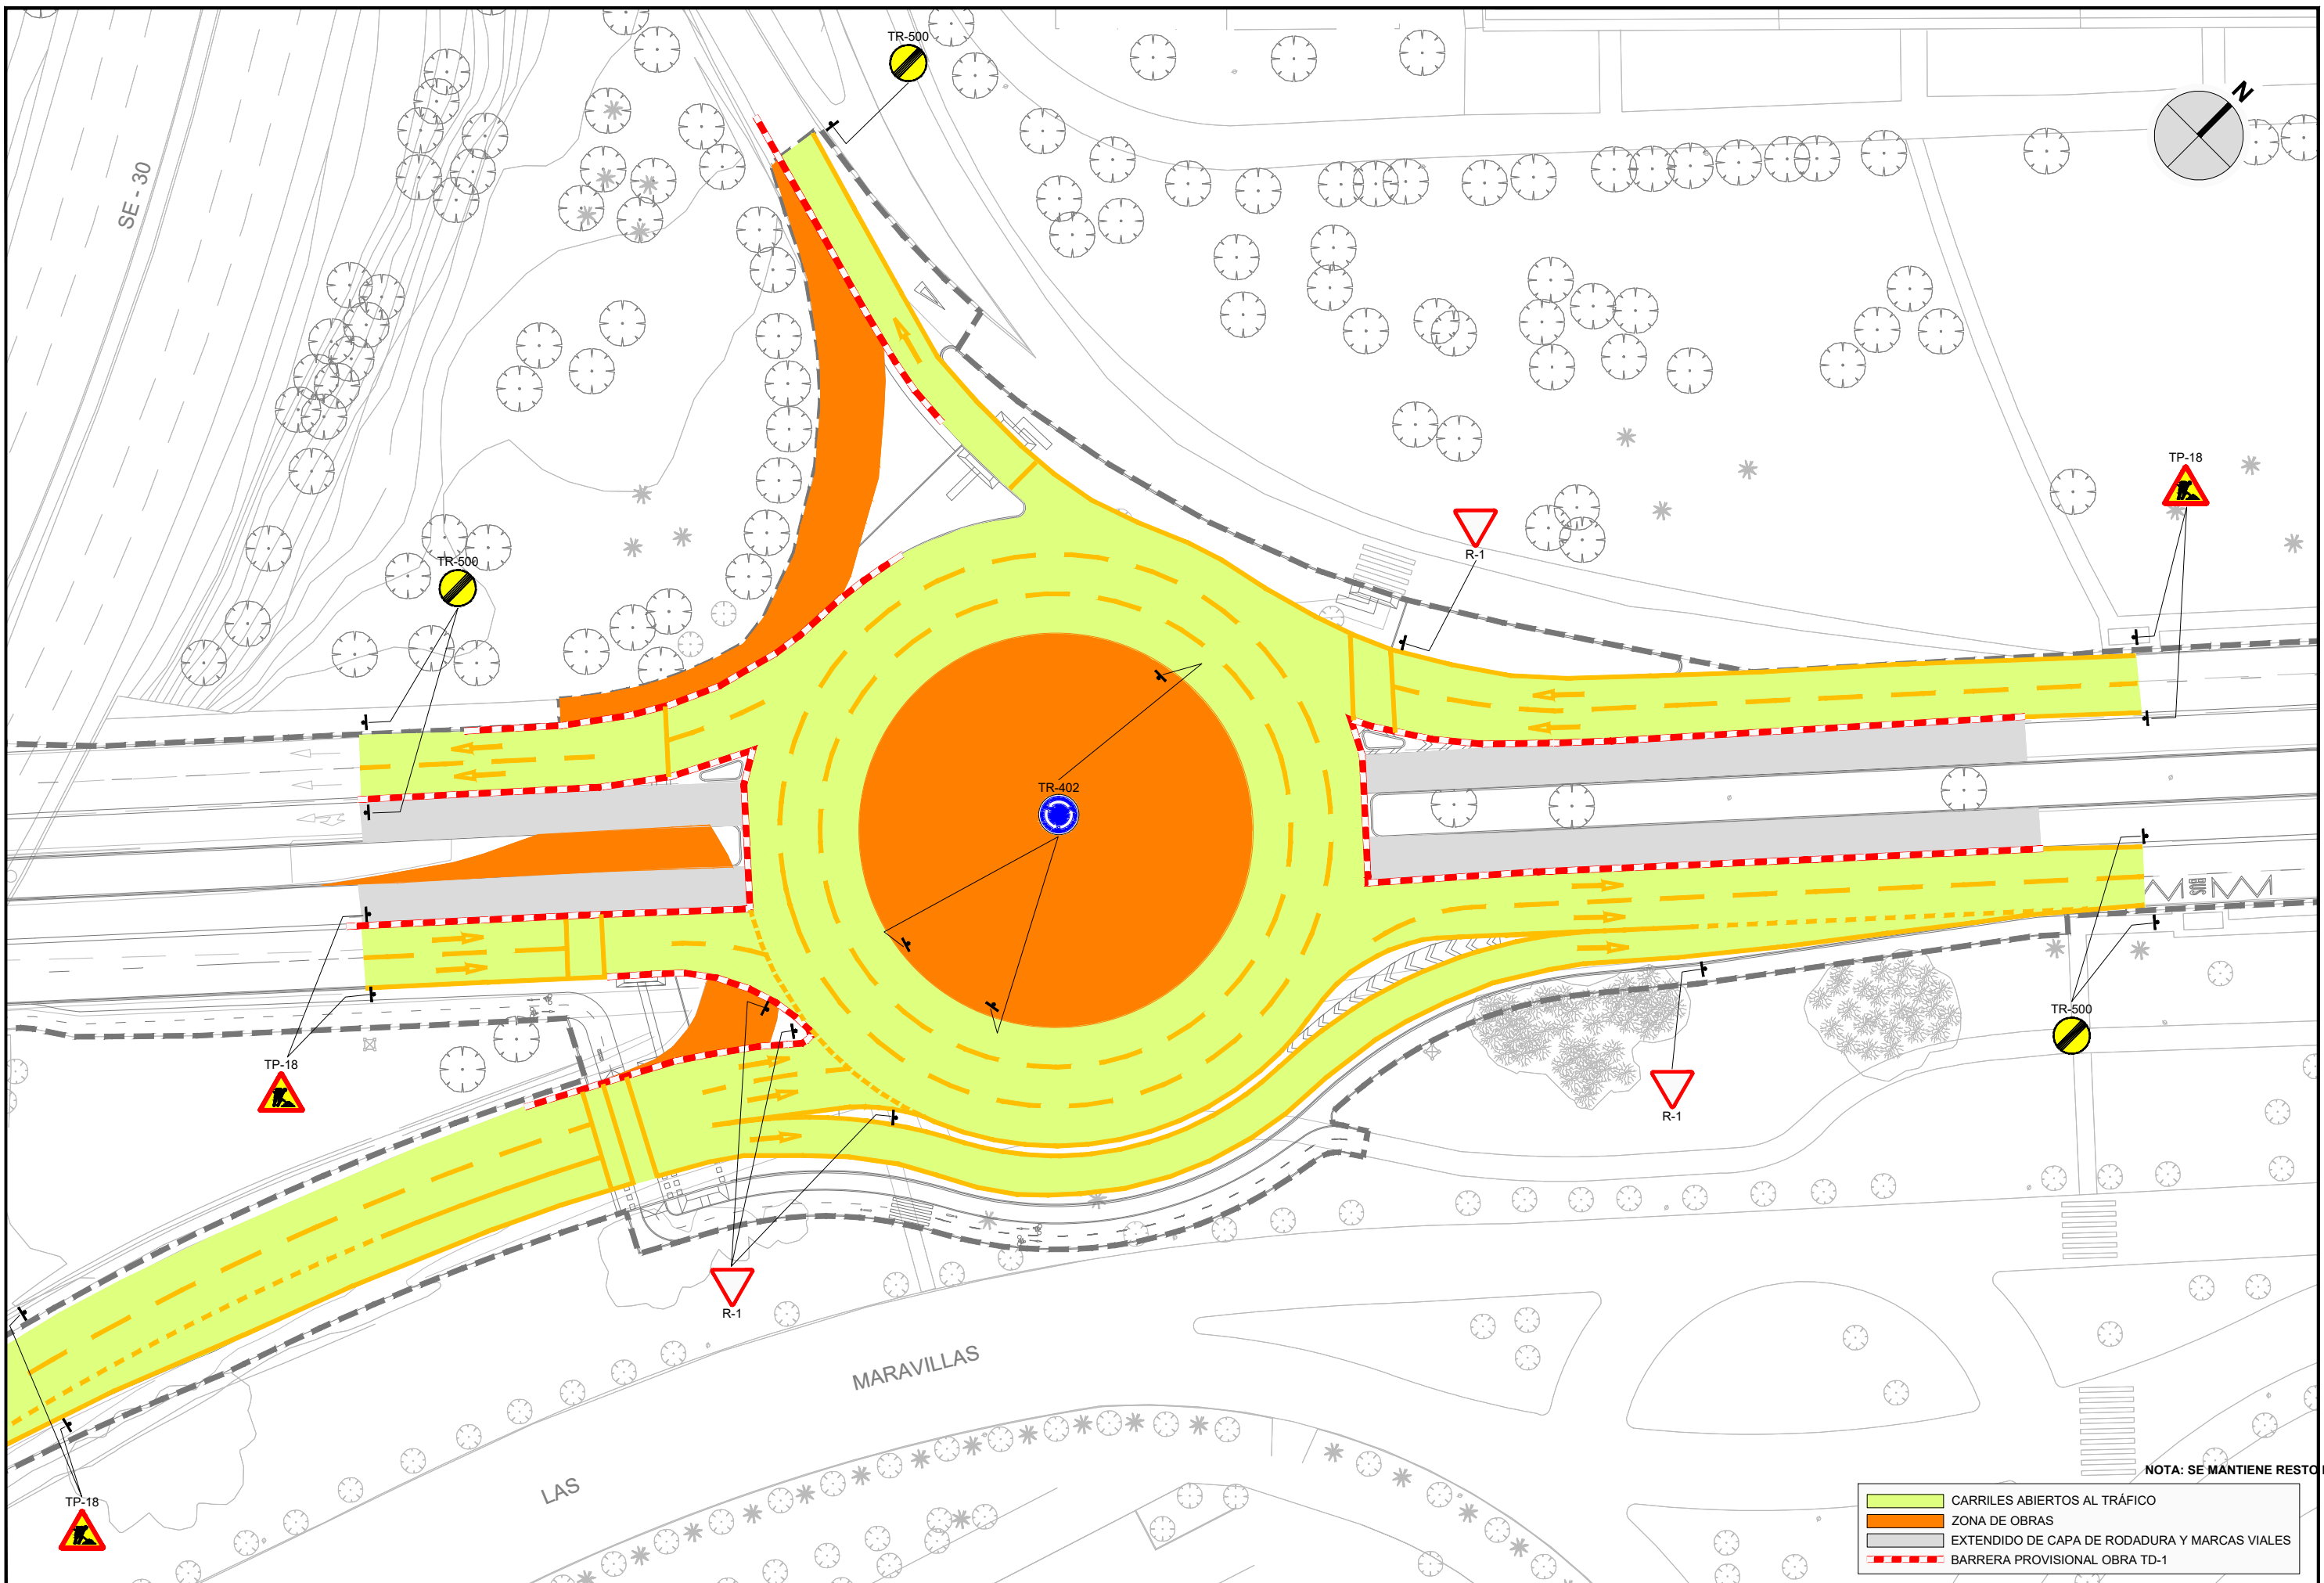 TR-500
N
SE - 30
TP-18
R-1
TR-500
TR-402
BUS
TR-500
TP-18
R-1
R-1
MARAVILLAS
LAS
TP-18
NOTA: SE MANTIENE RESTO
CARRILES ABIERTOS AL TRÁFICO
ZONA DE OBRAS
EXTENDIDO DE CAPA DE RODADURA Y MARCAS VIALES
BARRERA PROVISIONAL OBRA TD-1